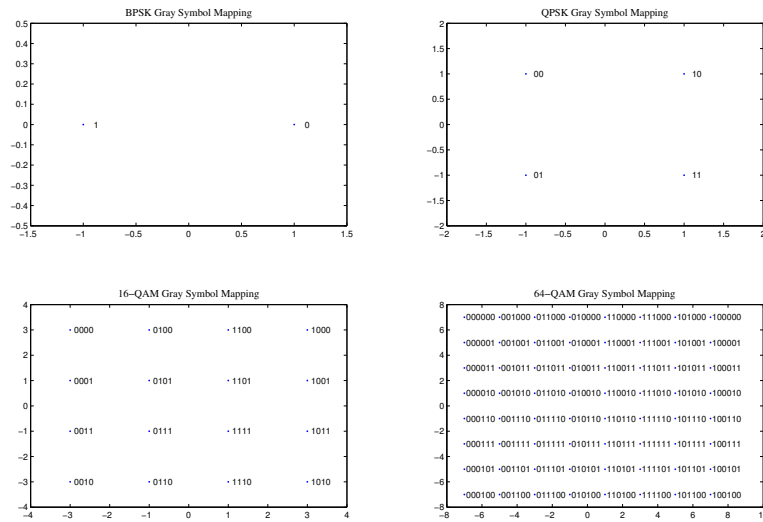 BPSK Gray Symbol Mapping
0.5
0.4
0.3
0.2
0.1
0
−0.1
−0.2
−0.3
−0.4
−0.5
1
0
−1.5 −1 −0.5 0 0.5 1 1.5
QPSK Gray Symbol Mapping
2
1.5
1
0.5
0
−0.5
−1
−1.5
−2
00 10
01 11
−2 −1.5 −1 −0.5 0 0.5 1 1.5 2
16−QAM Gray Symbol Mapping
4
3
2
1
0
−1
−2
−3
−4
0000 0100 1100 1000
0001 0101 1101 1001
0011 0111 1111 1011
0010 0110 1110 1010
−4 −3 −2 −1 0 1 2 3 4
64−QAM Gray Symbol Mapping
8
6
4
2
0
−2
−4
−6
−8
000000 001000 011000 010000 110000 111000 101000 100000
000001 001001 011001 010001 110001 111001 101001 100001
000011 001011 011011 010011 110011 111011 101011 100011
000010 001010 011010 010010 110010 111010 101010 100010
000110 001110 011110 010110 110110 111110 101110 100110
000111 001111 011111 010111 110111 111111 101111 100111
000101 001101 011101 010101 110101 111101 101101 100101
000100 001100 011100 010100 110100 111100 101100 100100
−8 −6 −4 −2 0 2 4 6 8 10